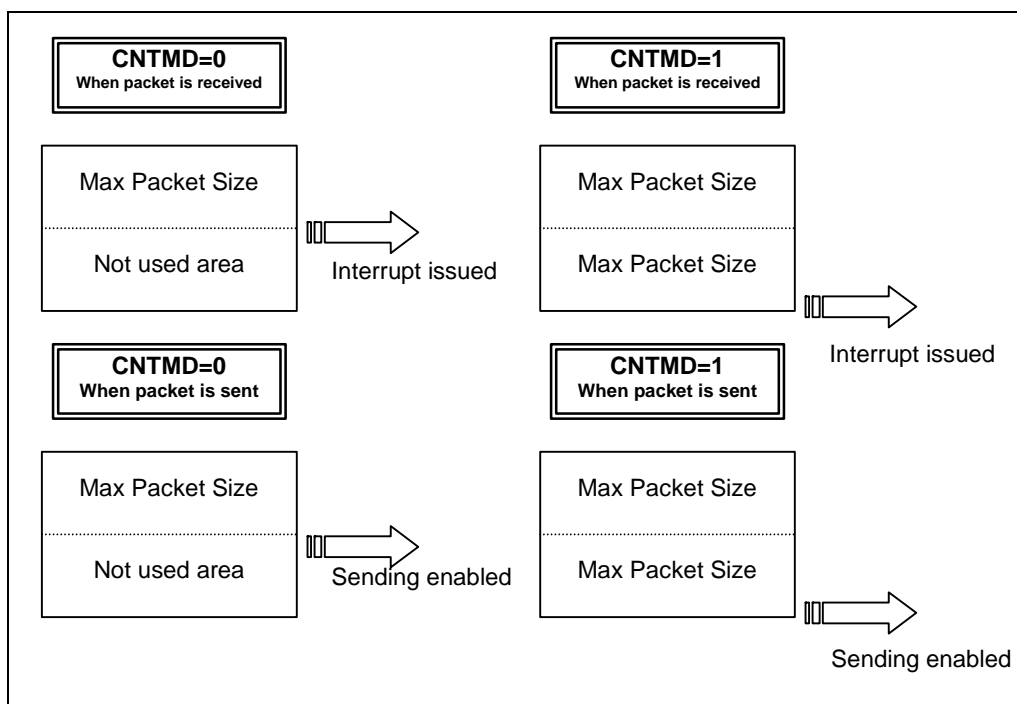 CNTMD=0
When packet is received
CNTMD=1
When packet is received
Max Packet Size
Not used area
Interrupt issued
Max Packet Size
Max Packet Size
Interrupt issued
CNTMD=0
When packet is sent
CNTMD=1
When packet is sent
Max Packet Size
Not used area
Sending enabled
Max Packet Size
Max Packet Size
Sending enabled